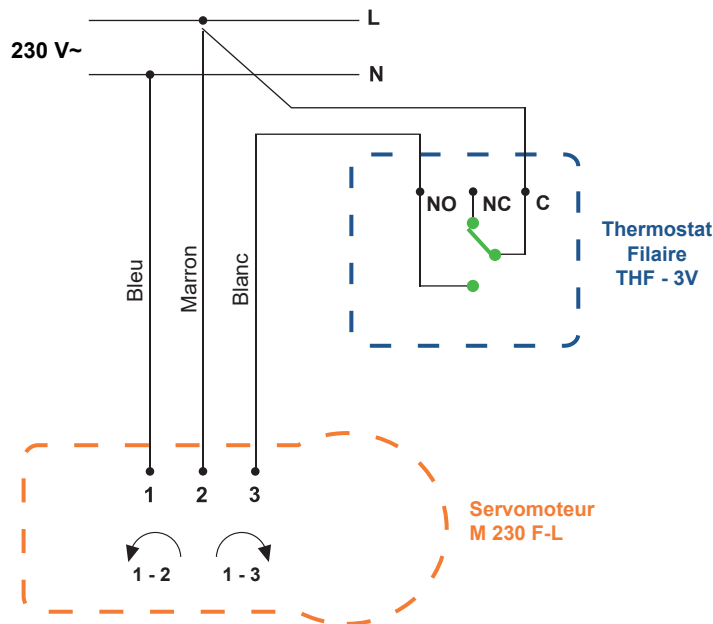 L
230 V~
N
NO
NC
C
Thermostat
Filaire
THF - 3V
Bleu
Marron
Blanc
1
2
3
Servomoteur
M 230 F-L
1 - 2
1 - 3